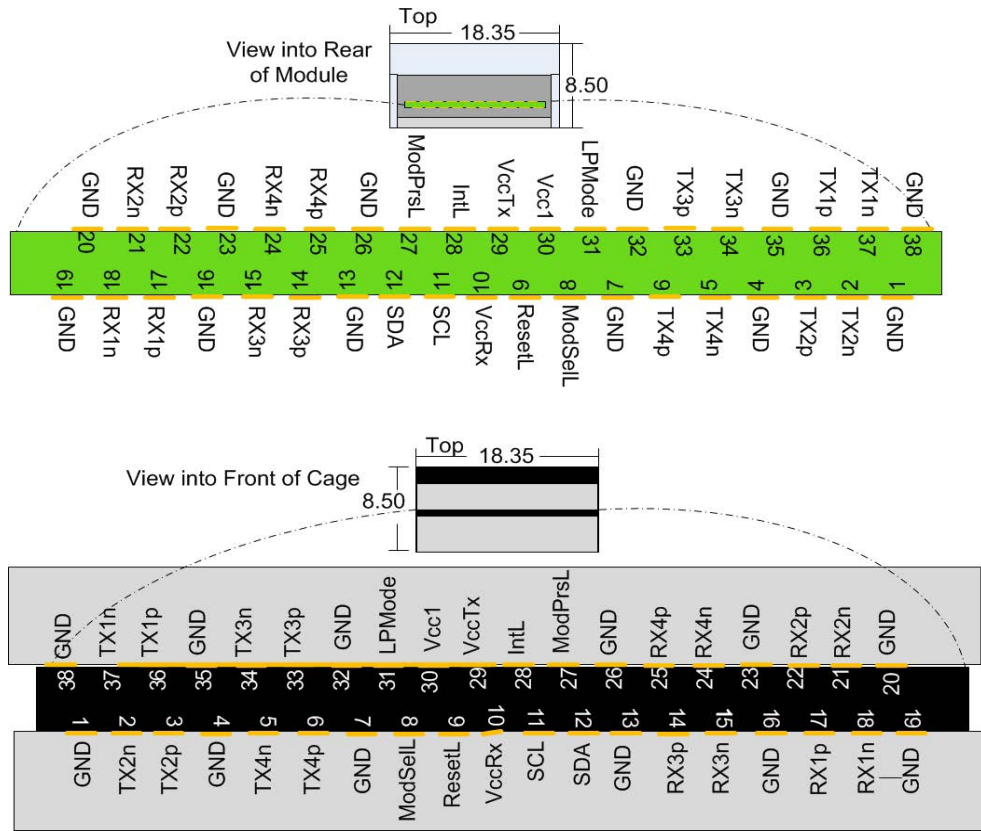 Top
18.35
View into Rear
of Module
8.50
GND RX2n RX2p GND RX4n RX4p GND ModPrsL IntL VccTx Vcc1 LPMode GND TX3p TX3n GND TX1p TX1n GND
20 21 22 23 24 25 26 27 28 29 30 31 32 33 34 35 36 37 38
19 18 17 16 15 14 13 12 11 10 9 8 7 6 5 4 3 2 1
GND RX1n RX1p GND RX3n RX3p GND SDA SCL VccRx ResetL ModSelL GND TX4p TX4n GND TX2p TX2n GND
Top
18.35
View into Front of Cage
8.50
GND TX1n TX1p GND TX3n TX3p GND LPMode Vcc1 VccTx IntL ModPrsL GND RX4p RX4n GND RX2p RX2n GND
38 37 36 35 34 33 32 31 30 29 28 27 26 25 24 23 22 21 20
1 2 3 4 5 6 7 8 9 10 11 12 13 14 15 16 17 18 19
GND TX2n TX2p GND TX4n TX4p GND ModSelL ResetL VccRx SCL SDA GND RX3p RX3n GND RX1p RX1n GND